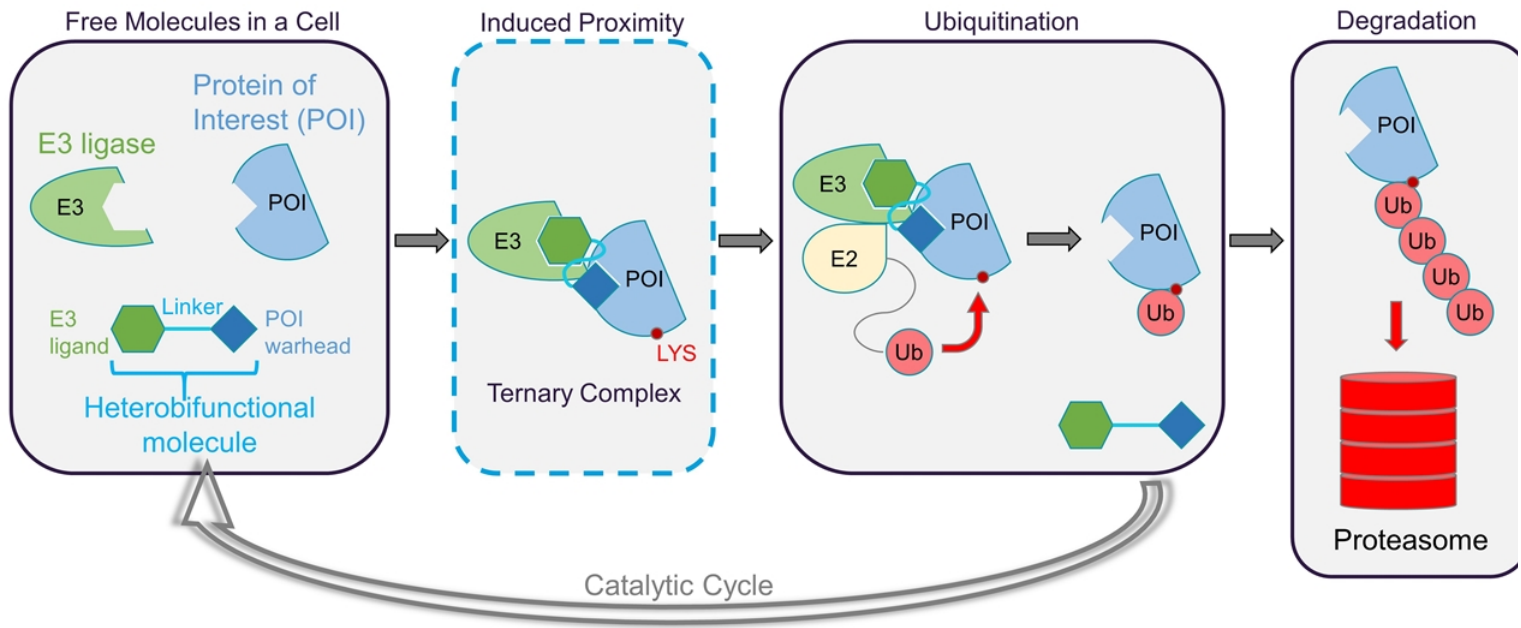 Free Molecules in a Cell
Protein of
Interest (POI)
E3 ligase
E3
POI
E3
ligand
Linker
POI
warhead
Heterobifunctional
molecule
Induced Proximity
E3
POI
LYS
Ternary Complex
Ubiquitination
E3
POI
E2
Ub
POI
Ub
Degradation
POI
Ub
Ub
Ub
Ub
Proteasome
Catalytic Cycle